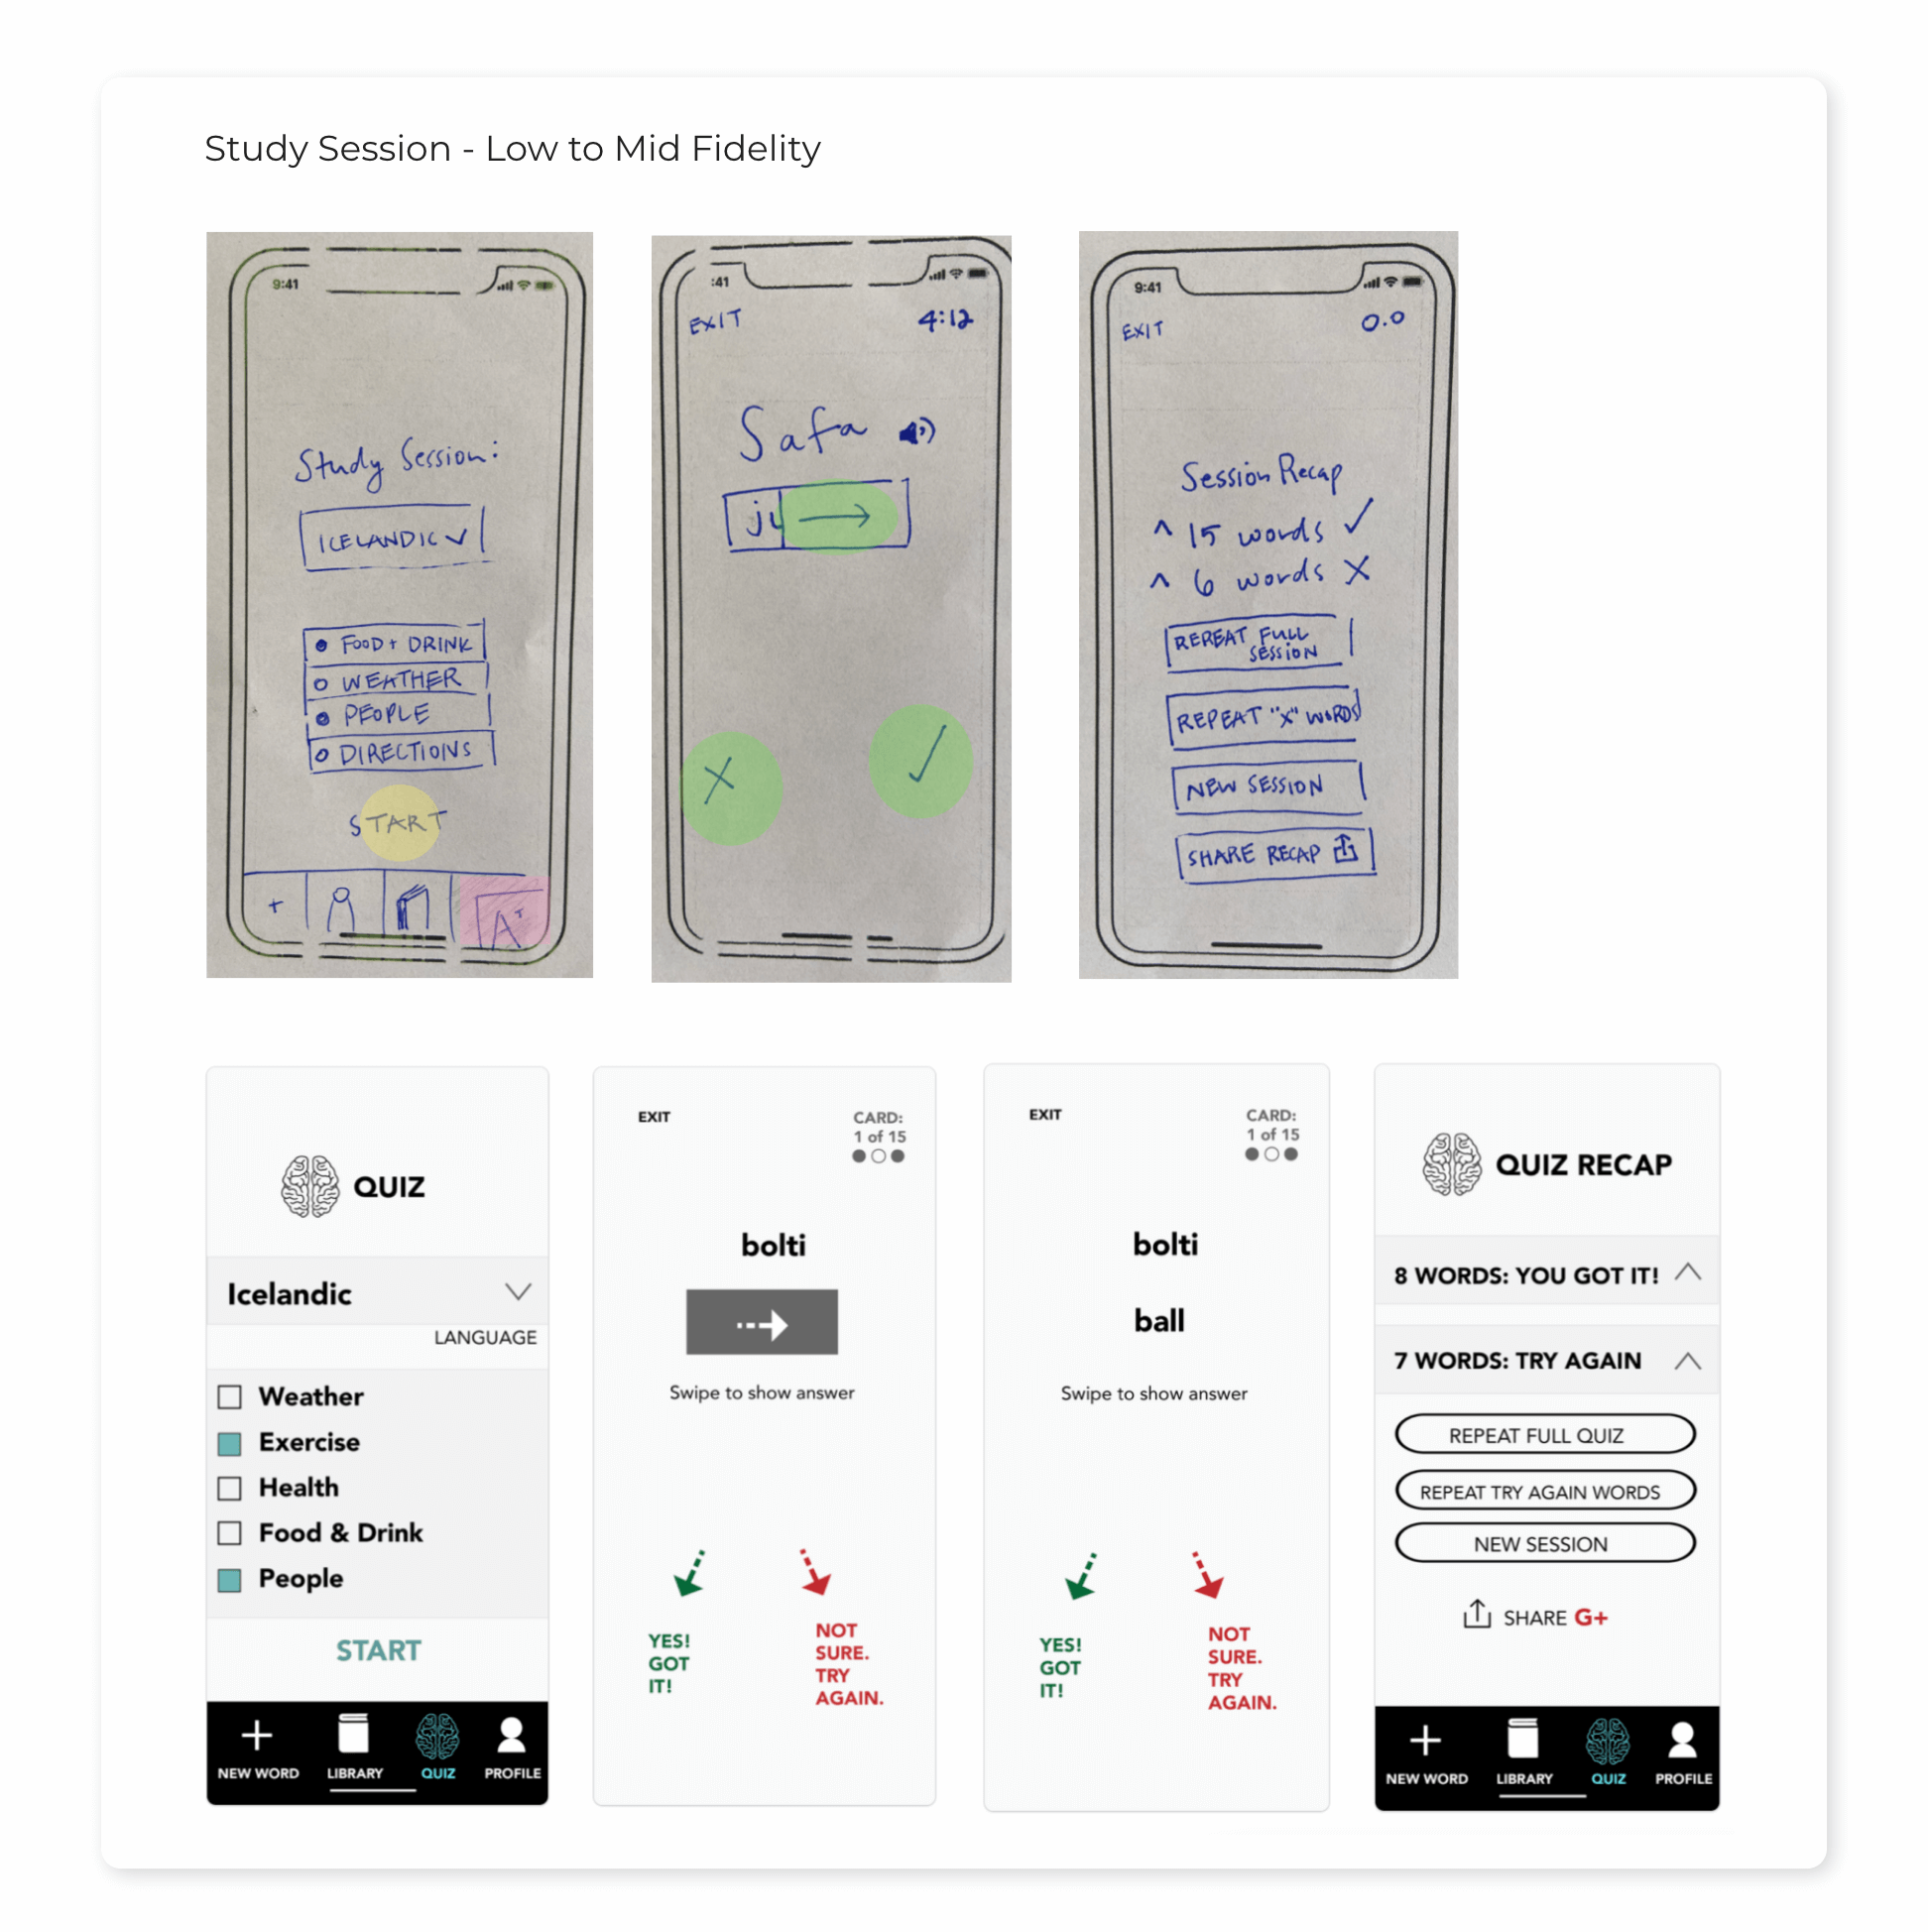 Study Session - Low to Mid Fidelity
9:41
Study Session:
ICELANDIC
FOOD + DRINK
WEATHER
PEOPLE
DIRECTIONS
START
+
A+
:41
EXIT
4:12
Safa
X
9:41
EXIT
0.0
Session Recap
^ 15 words ✓
^ 6 words X
REPEAT FULL
SESSION
REPEAT "X" WORDS
NEW SESSION
SHARE RECAP
QUIZ
Icelandic
LANGUAGE
Weather
Exercise
Health
Food & Drink
People
START
NEW WORD LIBRARY QUIZ PROFILE
EXIT
CARD:
1 of 15
bolti
Swipe to show answer
YES!
GOT
IT!
NOT
SURE.
TRY
AGAIN.
EXIT
CARD:
1 of 15
bolti
ball
Swipe to show answer
YES!
GOT
IT!
NOT
SURE.
TRY
AGAIN.
QUIZ RECAP
8 WORDS: YOU GOT IT!
7 WORDS: TRY AGAIN
REPEAT FULL QUIZ
REPEAT TRY AGAIN WORDS
NEW SESSION
SHARE G+
NEW WORD LIBRARY QUIZ PROFILE